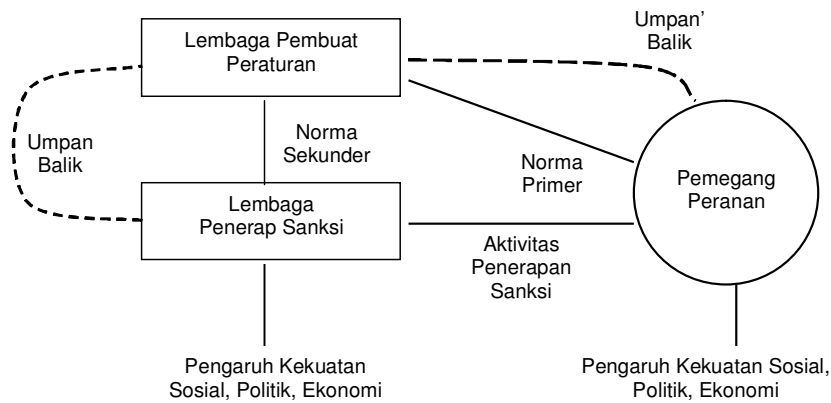 Umpan'
Balik
Lembaga Pembuat
Peraturan
Umpan
Balik
Norma
Sekunder
Norma
Primer
Pemegang
Peranan
Lembaga
Penerap Sanksi
Aktivitas
Penerapan
Sanksi
Pengaruh Kekuatan
Sosial, Politik, Ekonomi
Pengaruh Kekuatan Sosial,
Politik, Ekonomi